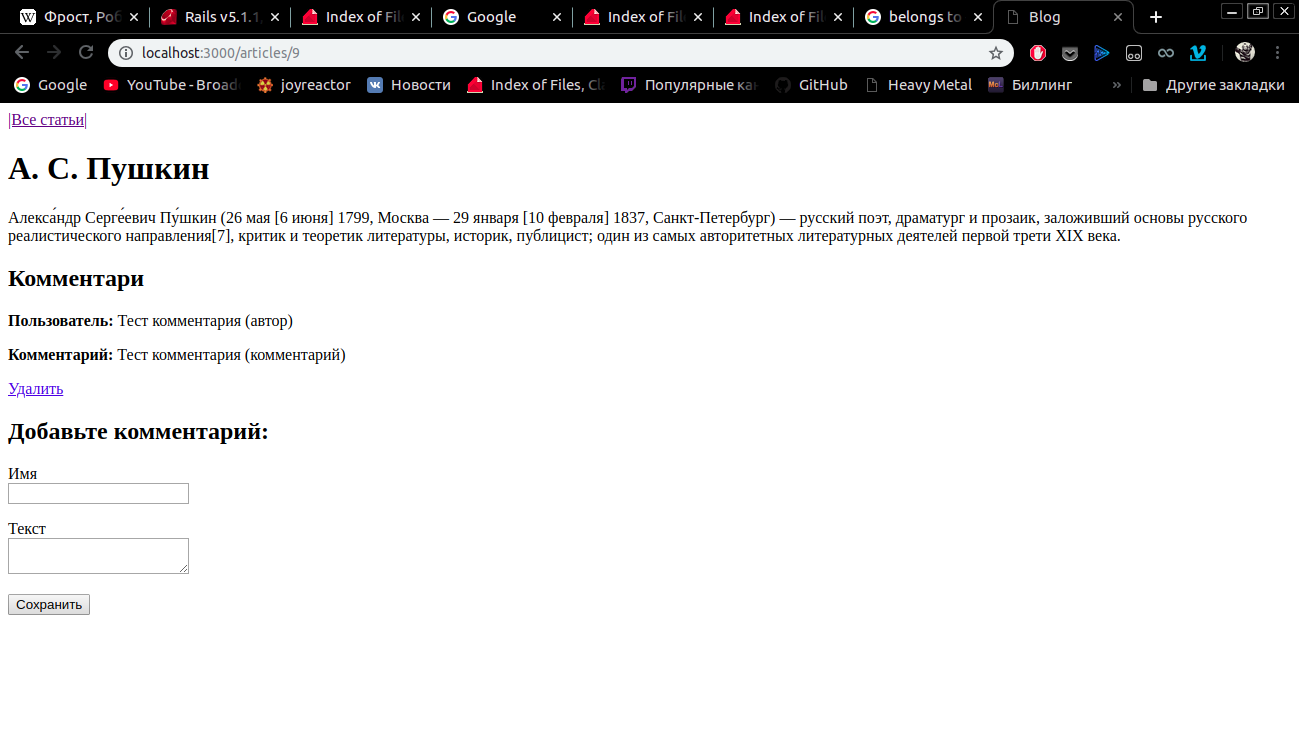 Фрост, Роб
Rails v5.1.1,
Index of File
Google
Index of File
Index of File
belongs to
Blog
localhost:3000/articles/9
Google
YouTube - Broad
joyreactor
Новости
Index of Files, Cla
Популярные кан
GitHub
Heavy Metal
Биллинг
»
Другие закладки
|Все статьи|
А. С. Пушкин
Алекса́ндр Серге́евич Пу́шкин (26 мая [6 июня] 1799, Москва — 29 января [10 февраля] 1837, Санкт-Петербург) — русский поэт, драматург и прозаик, заложивший основы русского
реалистического направления[7], критик и теоретик литературы, историк, публицист; один из самых авторитетных литературных деятелей первой трети XIX века.
Комментари
Пользователь: Тест комментария (автор)
Комментарий: Тест комментария (комментарий)
Удалить
Добавьте комментарий:
Имя
Текст
Сохранить